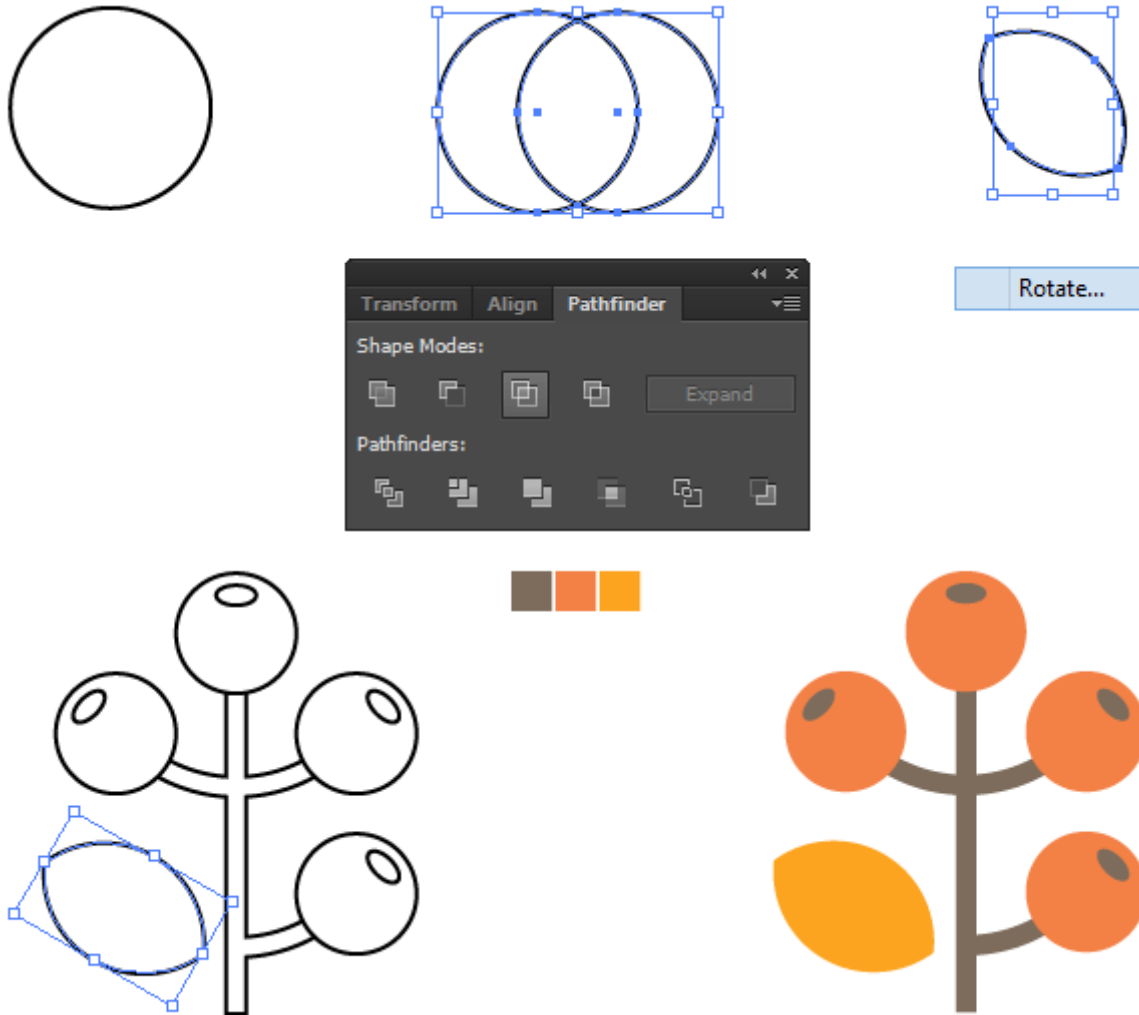 Transform Align Pathfinder
Rotate...
Shape Modes:
Expand
Pathfinders: